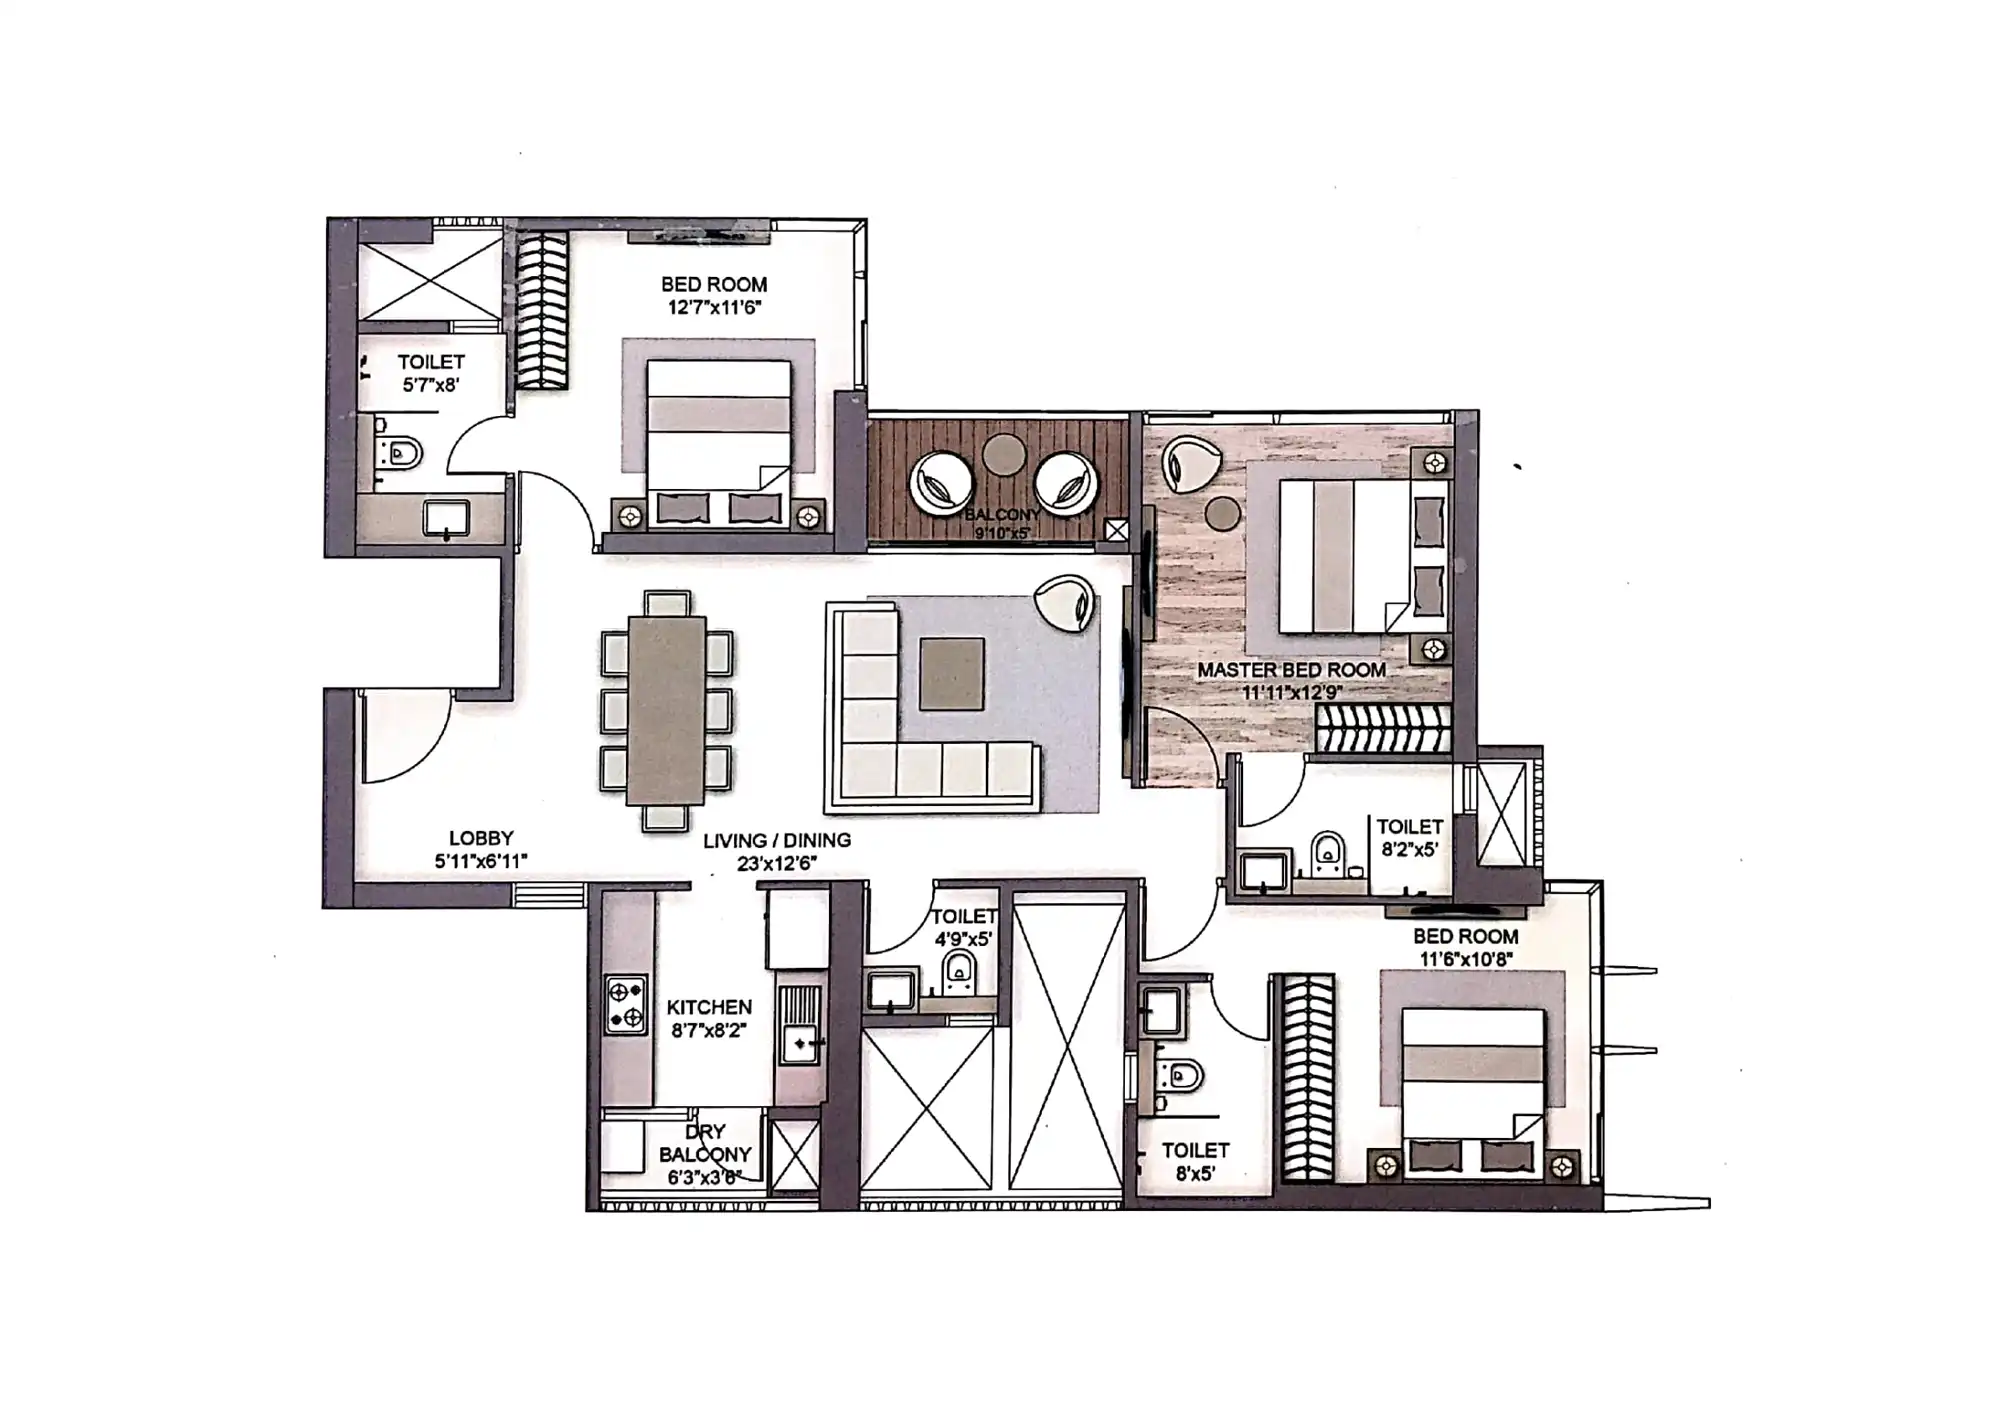 BED ROOM
12'7"x11'6"
TOILET
5'7"x8'
BALCONY
9'10"x5'
MASTER BED ROOM
11'11"x12'9"
LOBBY
5'11"x6'11"
LIVING / DINING
23'x12'6"
TOILET
8'2"x5'
TOILET
4'9"x5'
BED ROOM
11'6"x10'8"
KITCHEN
8'7"x8'2"
DRY
BALCONY
6'3"x3'6"
TOILET
8'x5'